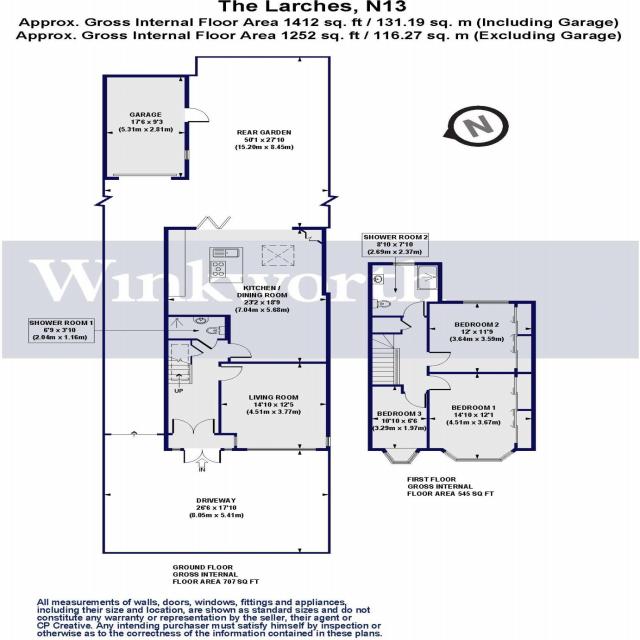 The Larches, N13
Approx. Gross Internal Floor Area 1412 sq. ft / 131.19 sq. m (Including Garage)
Approx. Gross Internal Floor Area 1252 sq. ft / 116.27 sq. m (Excluding Garage)
GARAGE
17'6 x 9'3
(5.31m x 2.81m)
REAR GARDEN
50'1 x 27'10
(15.20m x 8.45m)
N
SHOWER ROOM 2
8'10 x 7'10
(2.69m x 2.37m)
Winkworth
KITCHEN /
DINING ROOM
23'2 x 18'9
(7.04m x 5.68m)
SHOWER ROOM 1
6'9 x 3'10
(2.04m x 1.16m)
BEDROOM 2
12' x 11'9
(3.64m x 3.59m)
UP
LIVING ROOM
14'10 x 12'5
(4.51m x 3.77m)
BEDROOM 3
10'10 x 6'6
(3.29m x 1.97m)
BEDROOM 1
14'10 x 12'1
(4.51m x 3.67m)
IN
FIRST FLOOR
GROSS INTERNAL
FLOOR AREA 545 SQ FT
DRIVEWAY
26'6 x 17'10
(8.05m x 5.41m)
GROUND FLOOR
GROSS INTERNAL
FLOOR AREA 707 SQ FT
All measurements of walls, doors, windows, fittings and appliances,
including their size and location, are shown as standard sizes and do not
constitute any warranty or representation by the seller, their agent or
CP Creative. Any intending purchaser must satisfy himself by inspection or
otherwise as to the correctness of the information contained in these plans.